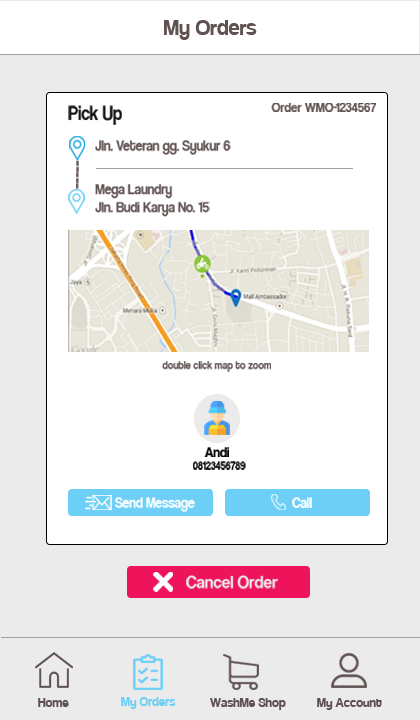 My Orders
Pick Up
Order WMO-1234567
Jln. Veteran gg. Syukur 6
Mega Laundry
Jln. Budi Karya No. 15
Jl. Karet Pedurenan
Jaya
Mall Ambassador
Menara Mulia
Google
double click map to zoom
Andi
08123456789
Send Message
Call
Cancel Order
Home
My Orders
WashMe Shop
My Account